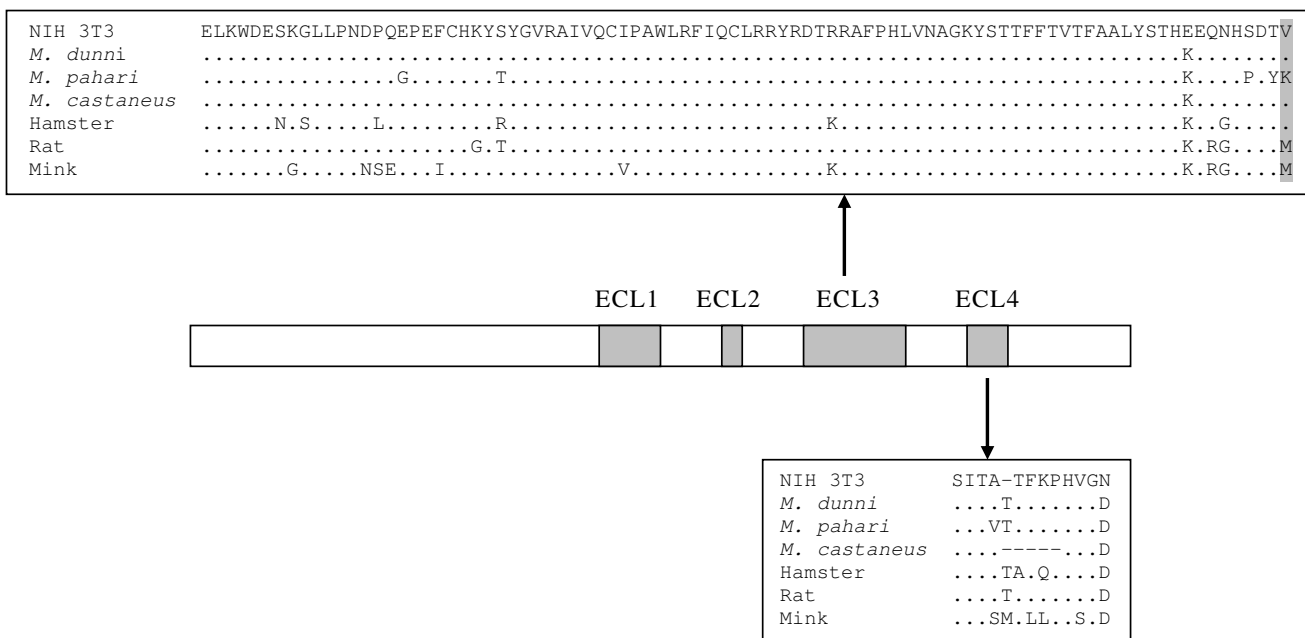 NIH 3T3 ELKWDESKGLLPNDPQEPEFCHKYSYGVRAIVQCIPAWLRFIQCLRRYRDTRRAFPHLVNAGKYSTTFFTVTFAALYSTHEEQNHSDTV
M. dunni ................................................................................K........
M. pahari ................G.......T.......................................................K....P.YK
M. castaneus ................................................................................K........
Hamster ......N.S.....L.........R..........................K............................K..G.....
Rat ......................G.T.......................................................K.RG....M
Mink .......G.....NSE...I..............V................K............................K.RG....M
ECL1 ECL2 ECL3 ECL4
NIH 3T3 SITA-TFKPHVGN
M. dunni ....T.......D
M. pahari ...VT.......D
M. castaneus ....-----...D
Hamster ....TA.Q....D
Rat ....T.......D
Mink ...SM.LL..S.D